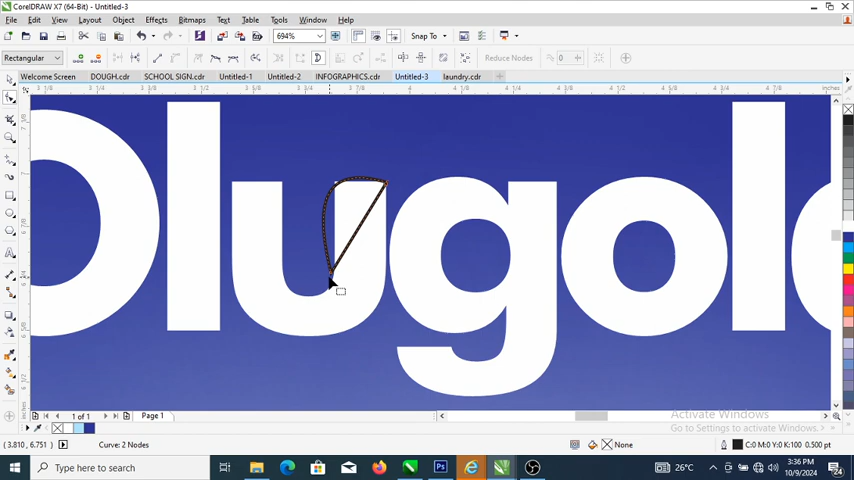 CorelDRAW X7 (64-Bit) - Untitled-3
File Edit View Layout Object Effects Bitmaps Text Table Tools Window Help
694% Snap To
Rectangular Reduce Nodes 0
Welcome Screen DOUGH.cdr SCHOOL SIGN.cdr Untitled-1 Untitled-2 INFOGRAPHICS.cdr Untitled-3 laundry.cdr
inches
Olugolo
Activate Windows
1 of 1 Page 1
Go to Settings to activate Windows.
(3.810, 6.751) Curve: 2 Nodes None C:0 M:0 Y:0 K:100 0.500 pt
Type here to search 26°C 3:36 PM
10/9/2024 24